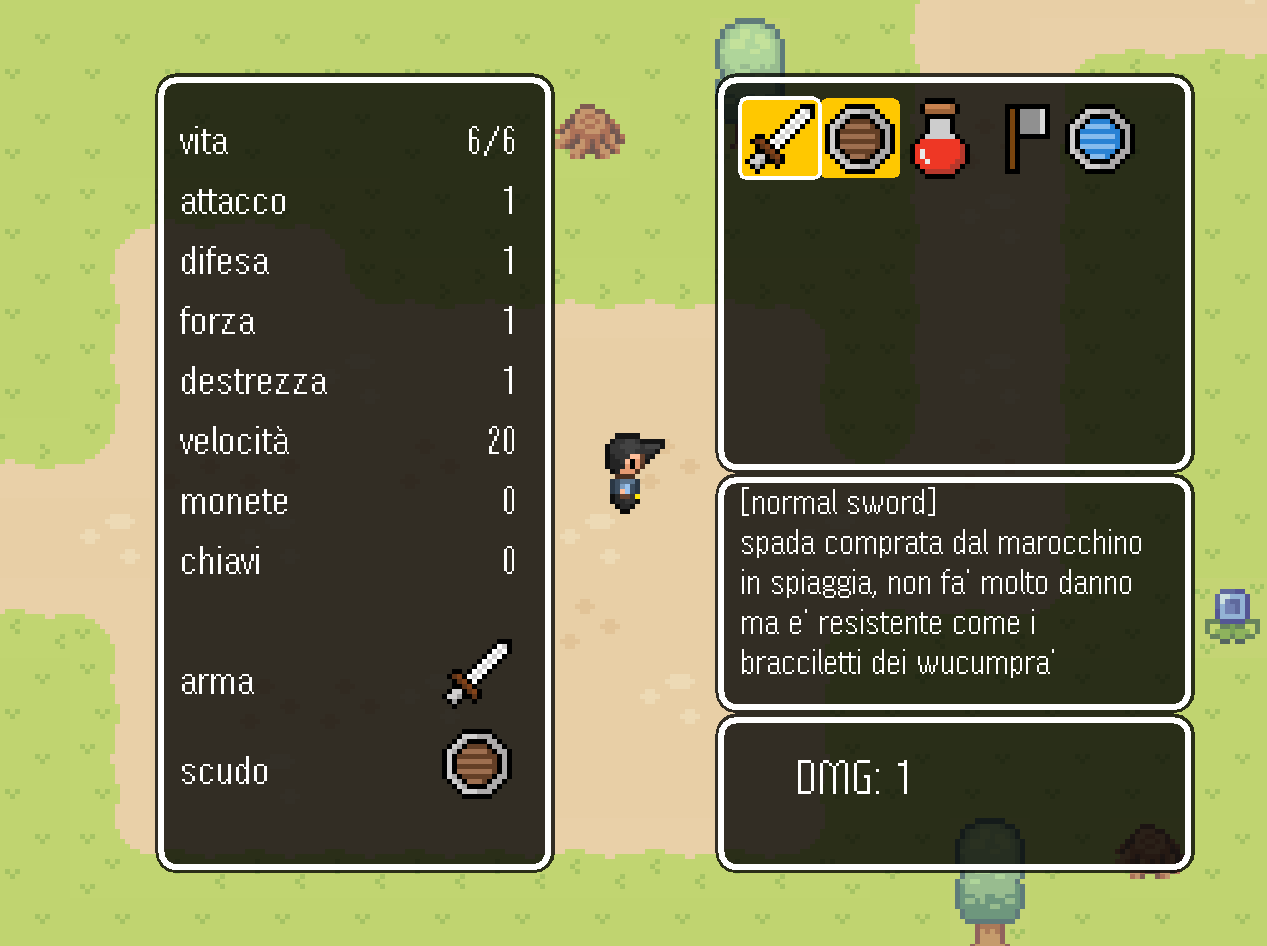 vita 6/6
attacco 1
difesa 1
forza 1
destrezza 1
velocità 20
monete 0
chiavi 0
arma
scudo
[normal sword]
spada comprata dal marocchino
in spiaggia, non fa' molto danno
ma e' resistente come i
bracciletti dei wucumpra'
DMG: 1